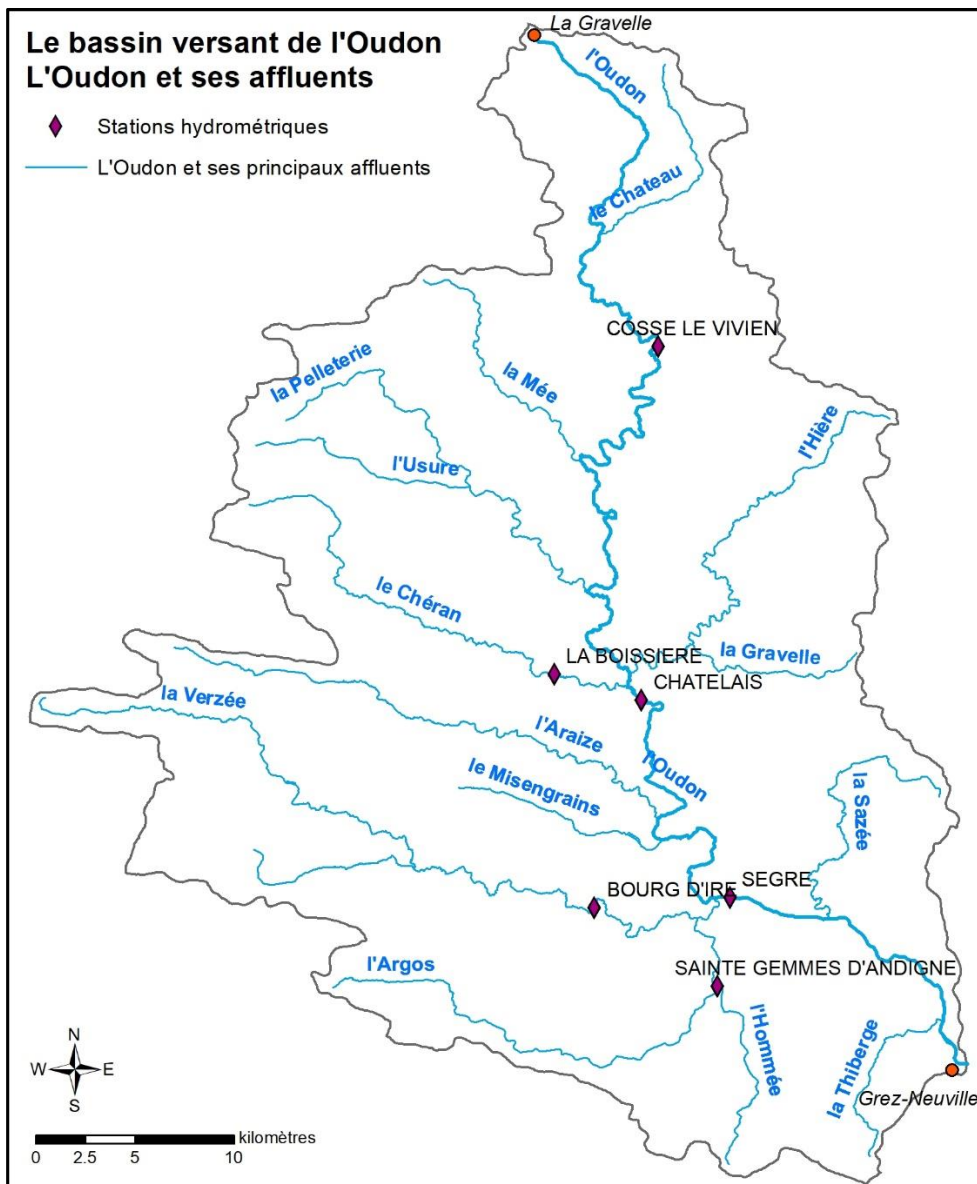 Le bassin versant de l'Oudon
L'Oudon et ses affluents
Stations hydrométriques
L'Oudon et ses principaux affluents
La Gravelle
l'Oudon
le Chateau
COSSE LE VIVIEN
la Pelleterie
la Mée
l'Hière
l'Usure
le Chéran
LA BOISSIERE
la Gravelle
CHATELAIS
la Verzée
l'Araize
l'Oudon
le Misengrains
la Sazée
BOURG D'IRE
SEGRE
l'Argos
SAINTE GEMMES D'ANDIGNE
l'Hommée
la Thiberge
Grez-Neuville
N
W
E
S
kilomètres
0 2.5 5 10